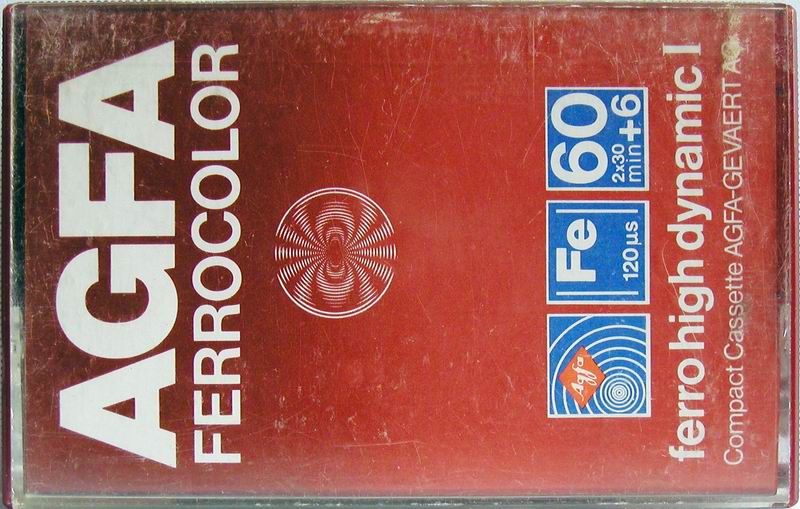 AGFA
FERROCOLOR
Agfa
Fe
120 µs
60
2x30
min +6
ferro high dynamic I
Compact Cassette AGFA-GEVAERT AG